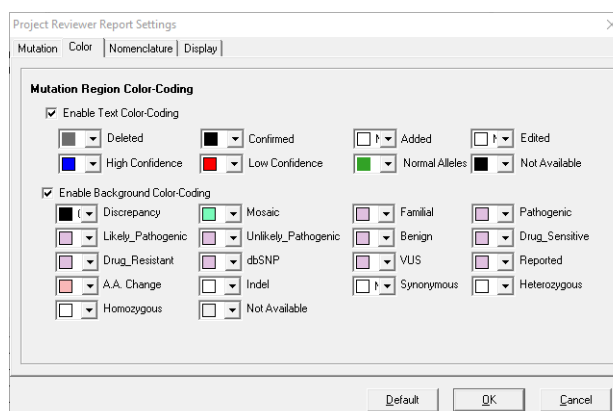 Project Reviewer Report Settings
Mutation Color Nomenclature Display
Mutation Region Color-Coding
Enable Text Color-Coding
Deleted Confirmed Added Edited
High Confidence Low Confidence Normal Alleles Not Available
Enable Background Color-Coding
Discrepancy Mosaic Familial Pathogenic
Likely_Pathogenic Unlikely_Pathogenic Benign Drug_Sensitive
Drug_Resistant dbSNP VUS Reported
A.A. Change Indel Synonymous Heterozygous
Homozygous Not Available
Default OK Cancel